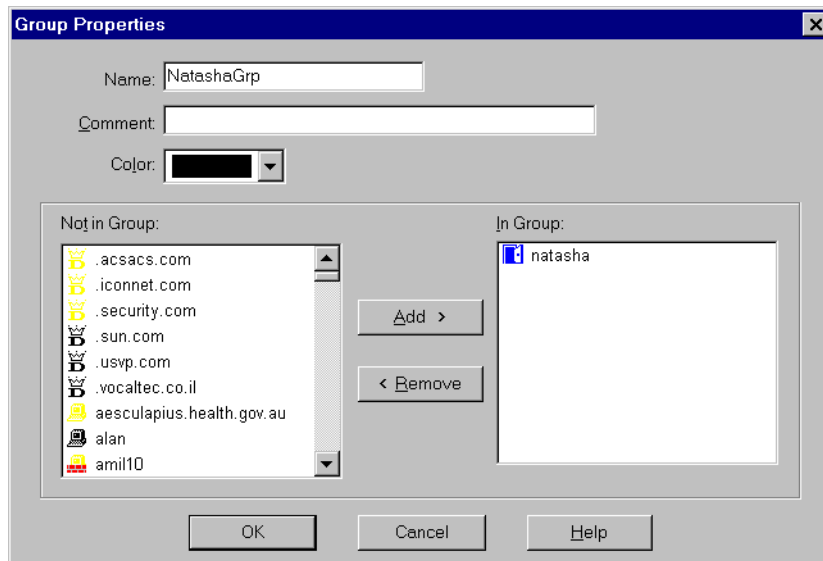 Group Properties
Name: NatashaGrp
Comment:
Color:
Not in Group:
In Group:
.acsacs.com
.iconnet.com
.security.com
.sun.com
.usvp.com
.vocaltec.co.il
aesculapius.health.gov.au
alan
amil10
Add >
< Remove
natasha
OK
Cancel
Help